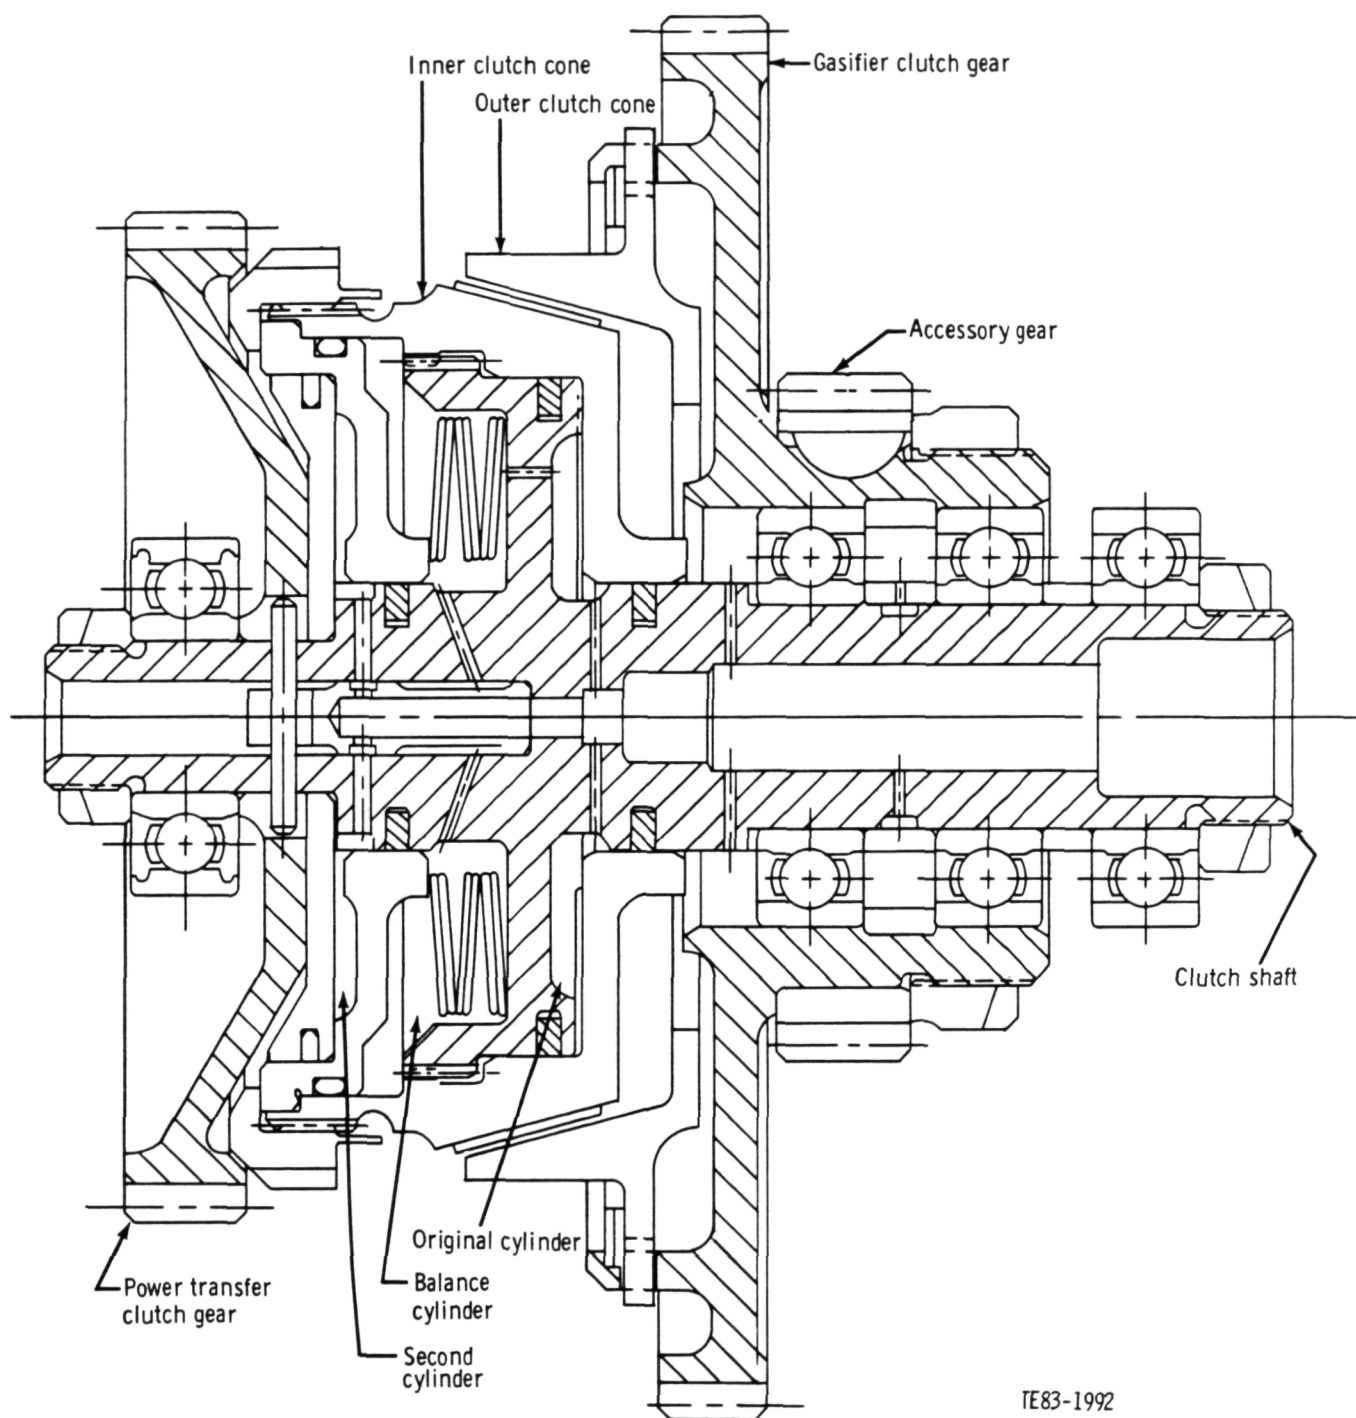 Inner clutch cone
Outer clutch cone
Gasifier clutch gear
Accessory gear
Clutch shaft
Original cylinder
Balance
cylinder
Second
cylinder
Power transfer
clutch gear
TE83-1992